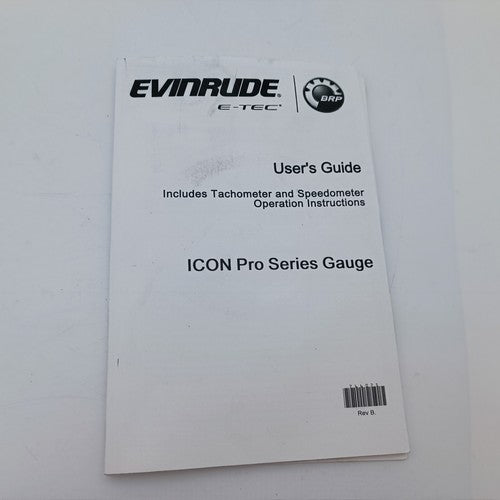 EVINRUDE®
E-TEC®
BRP
User's Guide
Includes Tachometer and Speedometer
Operation Instructions
ICON Pro Series Gauge
Rev B.